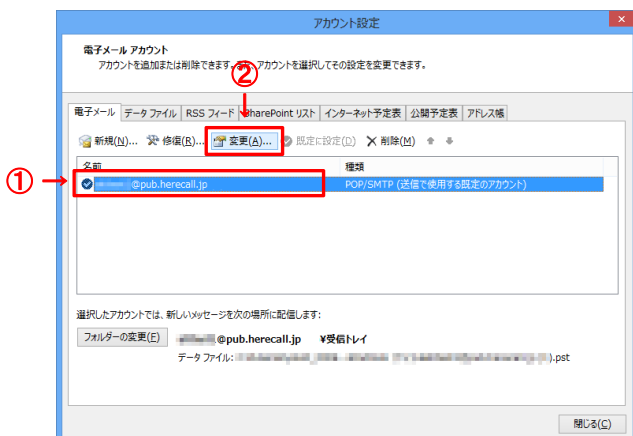 アカウント設定
電子メール アカウント
アカウントを追加または削除できます。また、アカウントを選択してその設定を変更できます。
②
電子メール データ ファイル RSS フィード SharePoint リスト インターネット予定表 公開予定表 アドレス帳
新規(N)... 修復(R)... 変更(A)... 既定に設定(D) 削除(M)
名前 種類
①
@pub.herecall.jp POP/SMTP (送信で使用する既定のアカウント)
選択したアカウントでは、新しいメッセージを次の場所に配信します:
フォルダーの変更(F) .@pub.herecall.jp ¥受信トレイ
データ ファイル: ).pst
閉じる(C)